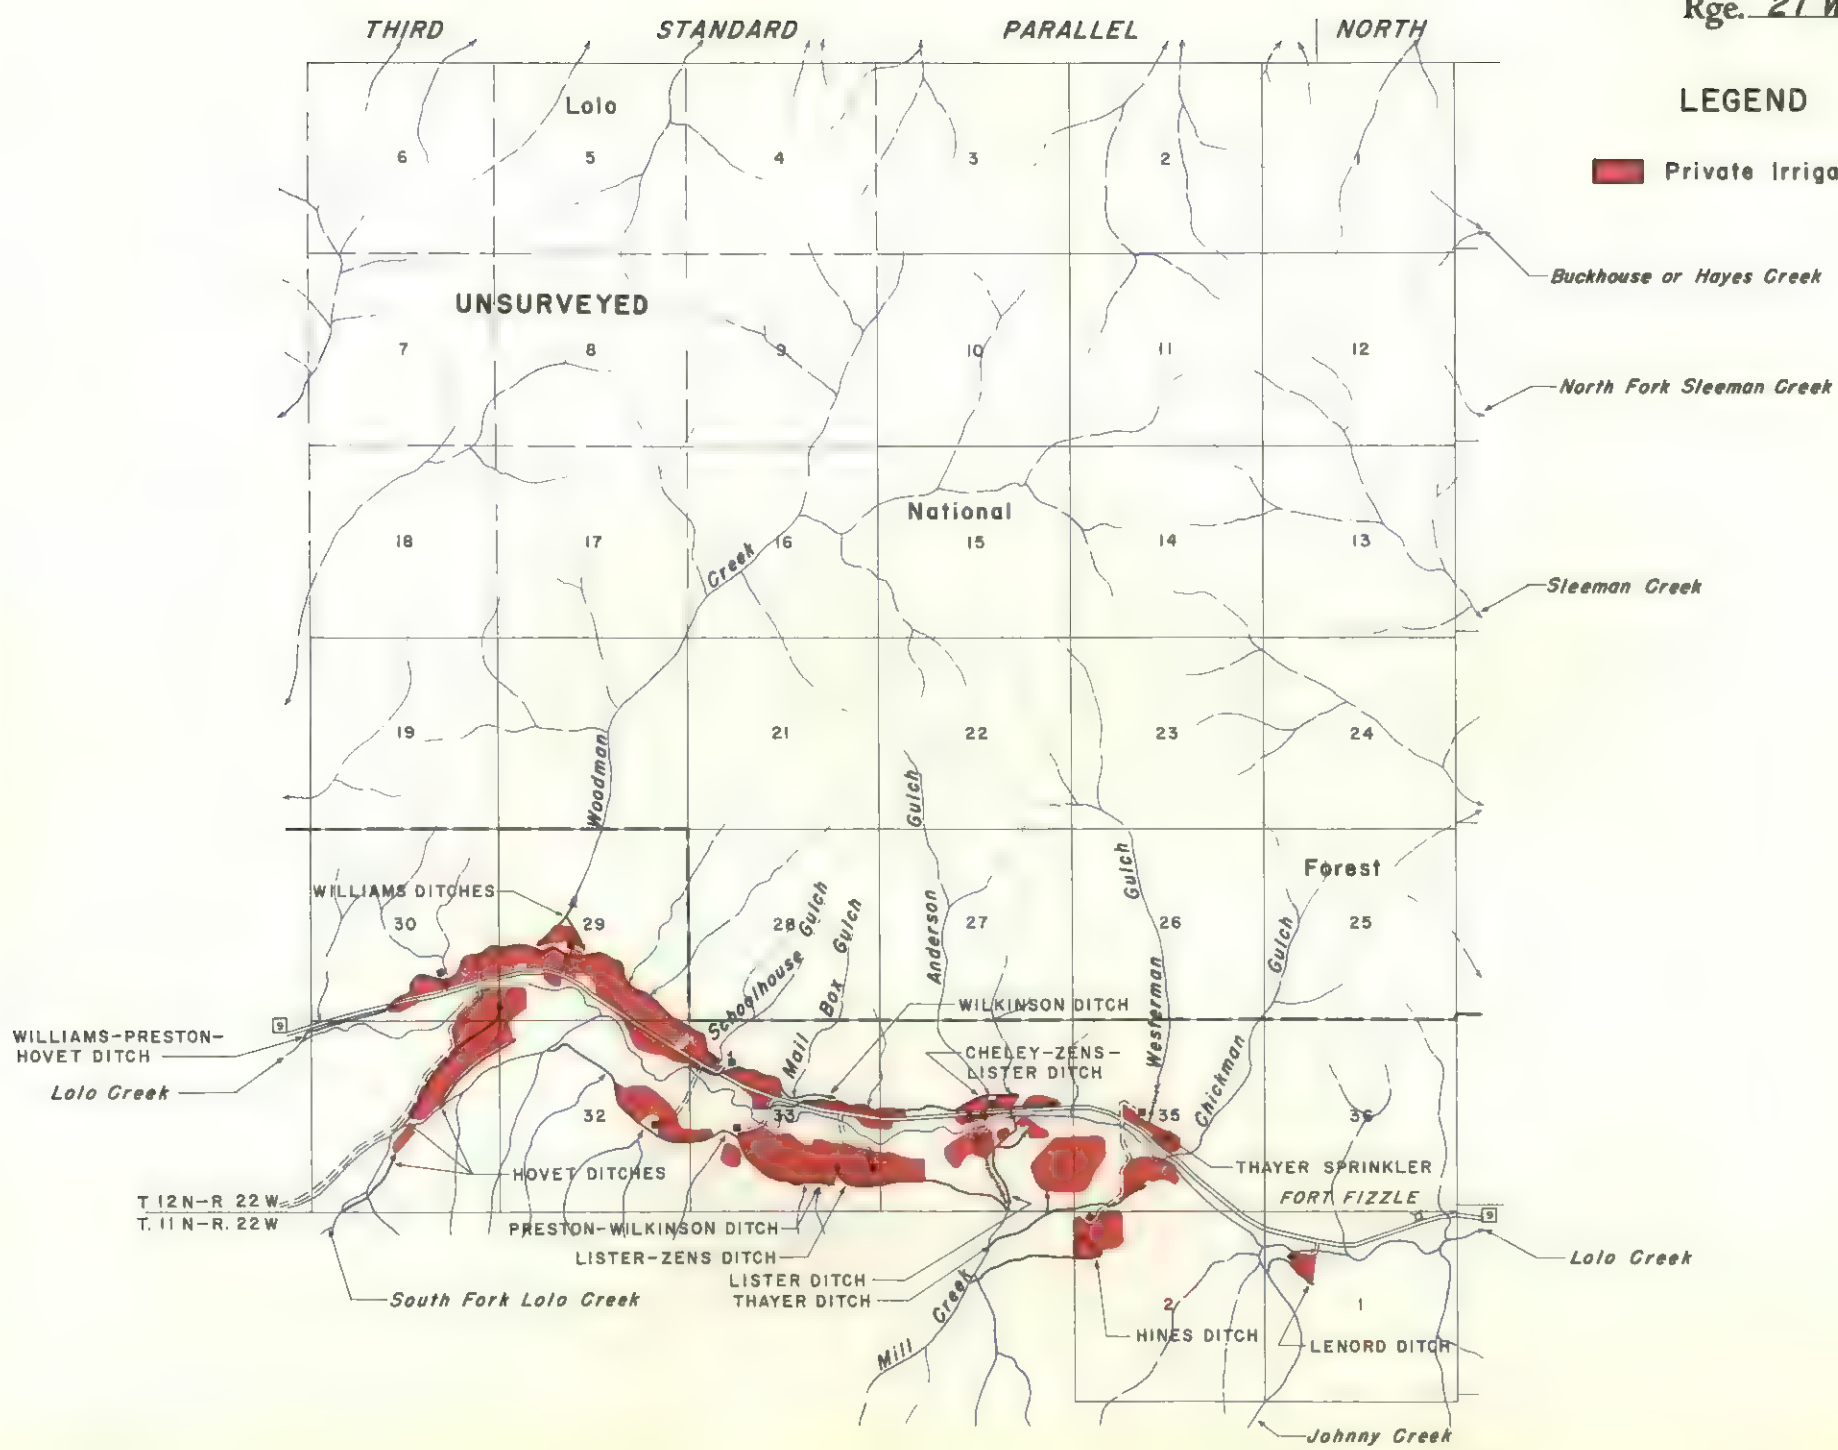 Rge. 21 W
THIRD STANDARD PARALLEL NORTH
LEGEND
Private Irriga
Lolo
6 5 4 3 2 1
Buckhouse or Hayes Creek
UNSURVEYED
7 8 9 10 11 12
North Fork Sleeman Creek
National
18 17 16 15 14 13
Creek
Sleeman Creek
19 21 22 23 24
Woodman
Gulch
Gulch
Forest
WILLIAMS DITCHES
30 29 28 27 26 25
Schoolhouse Gulch
Mail Box Gulch
Anderson
Westerman
Gulch
Chickman
WILKINSON DITCH
9
WILLIAMS-PRESTON-
HOVET DITCH
CHELEY-ZENS-
LISTER DITCH
Lolo Creek
32 33 35 36
HOVET DITCHES
THAYER SPRINKLER
FORT FIZZLE
T 12 N-R. 22 W
T. 11 N-R. 22 W
9
PRESTON-WILKINSON DITCH
LISTER-ZENS DITCH
Lolo Creek
LISTER DITCH
THAYER DITCH
South Fork Lolo Creek
Mill Creek
2 1
HINES DITCH
LENORD DITCH
Johnny Creek